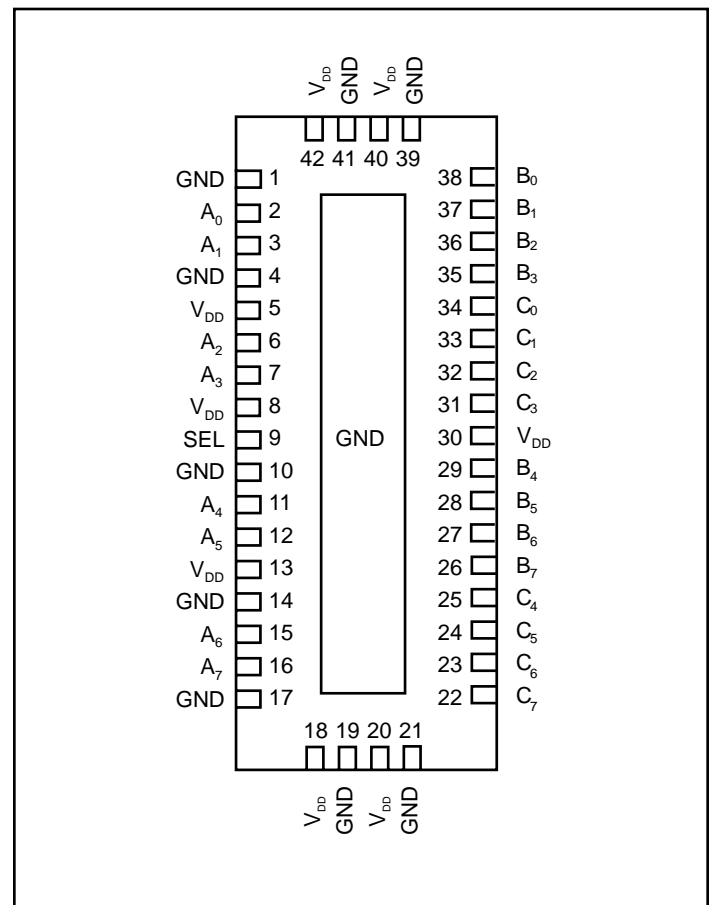 V_DD GND V_DD GND
42 41 40 39
GND 1 38 B₀
A₀ 2 37 B₁
A₁ 3 36 B₂
GND 4 35 B₃
V_DD 5 34 C₀
A₂ 6 33 C₁
A₃ 7 32 C₂
V_DD 8 31 C₃
SEL 9 GND 30 V_DD
GND 10 29 B₄
A₄ 11 28 B₅
A₅ 12 27 B₆
V_DD 13 26 B₇
GND 14 25 C₄
A₆ 15 24 C₅
A₇ 16 23 C₆
GND 17 22 C₇
18 19 20 21
V_DD GND V_DD GND